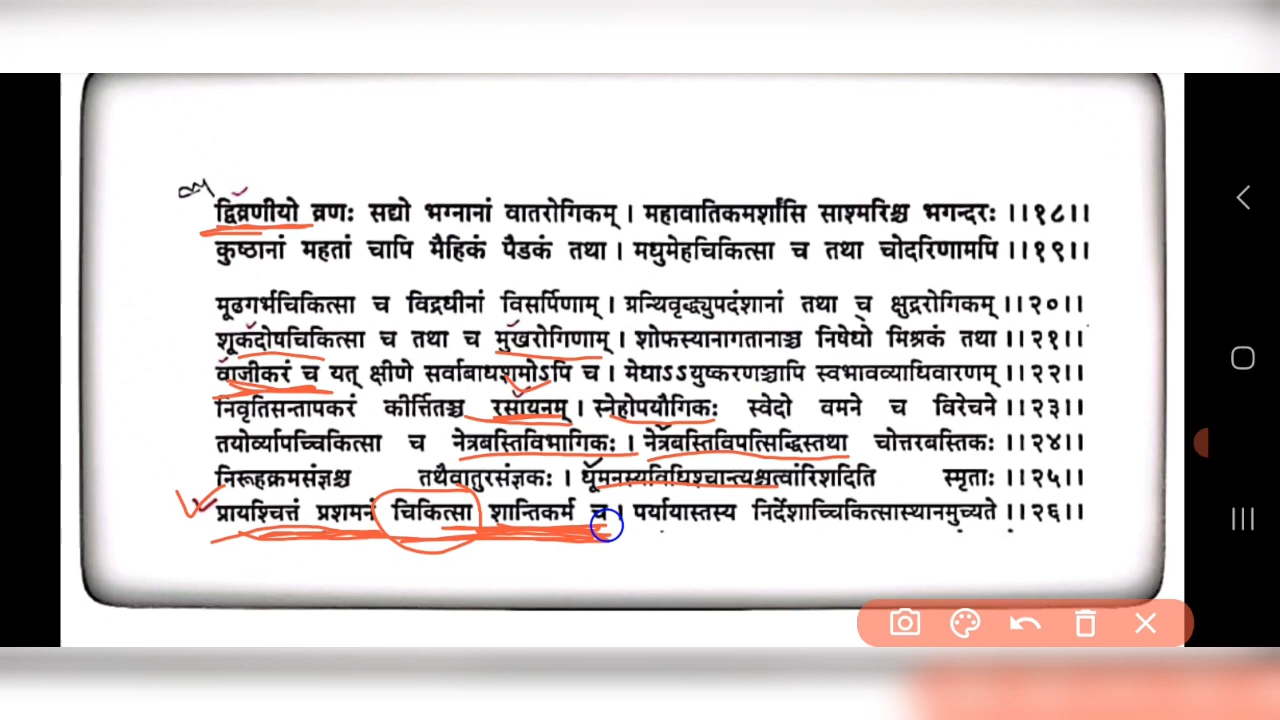 द्विव्रणीयो व्रणः सद्यो भग्नानां वातरोगिकम् । महावातिकमर्शांसि साश्मरिश्च भगन्दरः ।।१८।।
कुष्ठानां महतां चापि मैहिकं पैडकं तथा । मधुमेहचिकित्सा च तथा चोदरिणामपि ।।१९।।
मूढगर्भचिकित्सा च विद्रधीनां विसर्पिणाम् । ग्रन्थिवृद्ध्युपदंशानां तथा च क्षुद्ररोगिकम् ।।२०।।
शूकदोषचिकित्सा च तथा च मुखरोगिणाम् । शोफस्यानागतानाञ्च निषेधो मिश्रकं तथा ।।२१।।
वाजीकरं च यत् क्षीणे सर्वाबाधशमोऽपि च । मेधाऽऽयुष्करणञ्चापि स्वभावव्याधिवारणम् ।।२२।।
निवृतिसन्तापकरं कीर्त्तितञ्च रसायनम् । स्नेहोपयौगिकः स्वेदो वमने च विरेचने ।।२३।।
तयोर्व्यापच्चिकित्सा च नेत्रबस्तिविभागिकः । नेत्रबस्तिविपत्सिद्धिस्तथा चोत्तरबस्तिकः ।।२४।।
निरूहक्रमसंज्ञश्च तथैवातुरसंज्ञकः । धूमनस्यविधिश्चान्त्यश्चत्वांरिशदिति स्मृताः ।।२५।।
प्रायश्चित्तं प्रशमनं चिकित्सा शान्तिकर्म च । पर्यायास्तस्य निर्देशाच्चिकित्सास्थानमुच्यते ।।२६।।